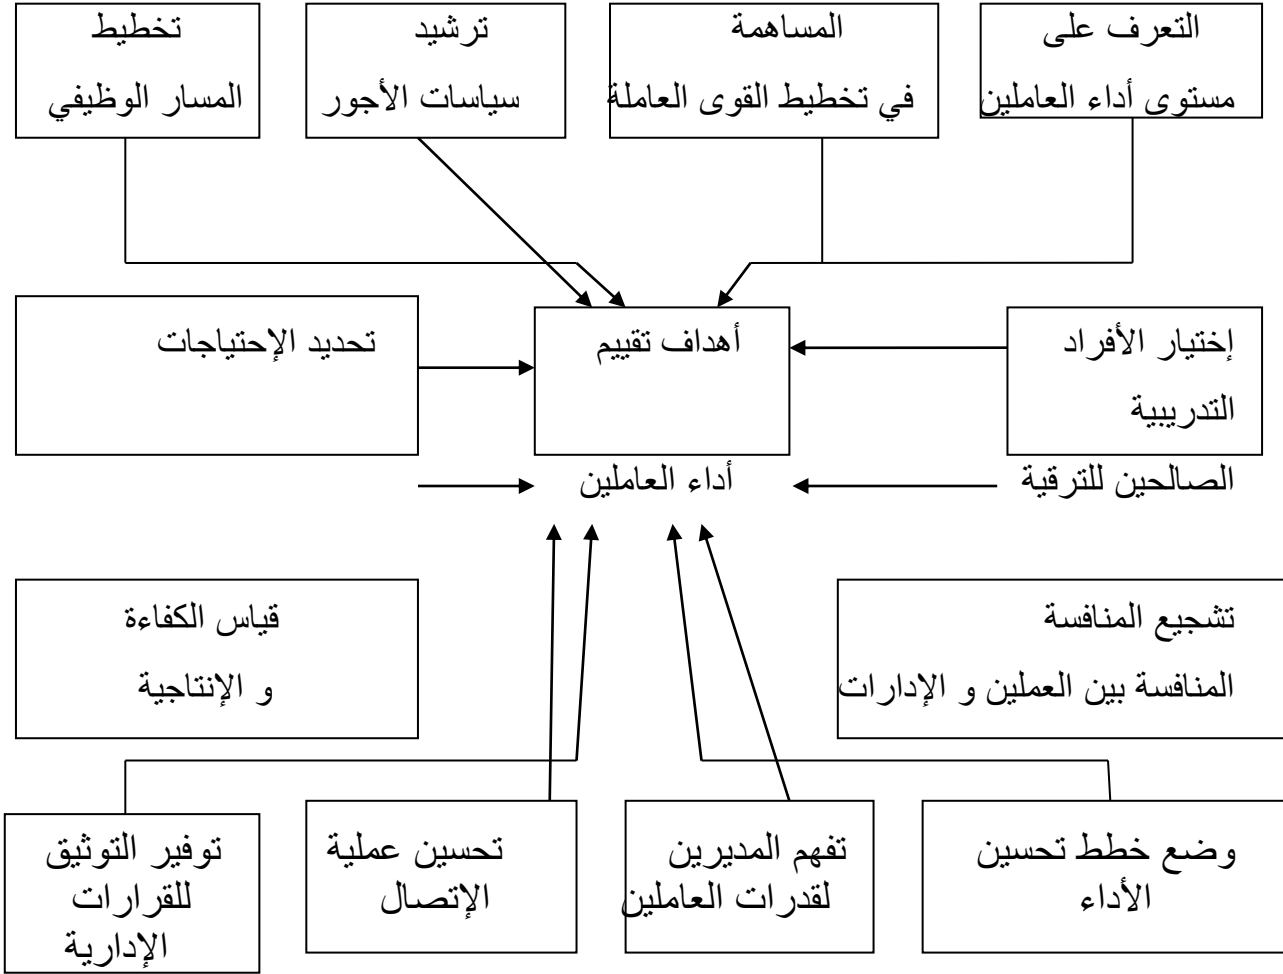 التعرف على
مستوى أداء العاملين
المساهمة
في تخطيط القوى العاملة
ترشيد
سياسات الأجور
تخطيط
المسار الوظيفي
إختيار الأفراد
التدريبية
الصالحين للترقية
أهداف تقييم
أداء العاملين
تحديد الإحتياجات
تشجيع المنافسة
المنافسة بين العملين و الإدارات
قياس الكفاءة
و الإنتاجية
وضع خطط تحسين
الأداء
تفهم المديرين
لقدرات العاملين
تحسين عملية
الإتصال
توفير التوثيق
للقرارات
الإدارية